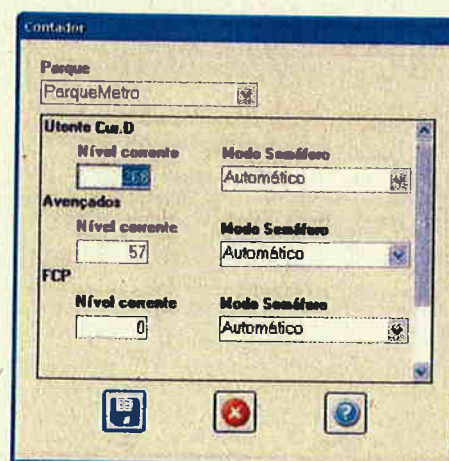 Contador
Parque
ParqueMetro
Utente Cur.D
Nível corrente Modo Semáforo
268 Automático
Avençados
Nível corrente Modo Semáforo
57 Automático
FCP
Nível corrente Modo Semáforo
0 Automático